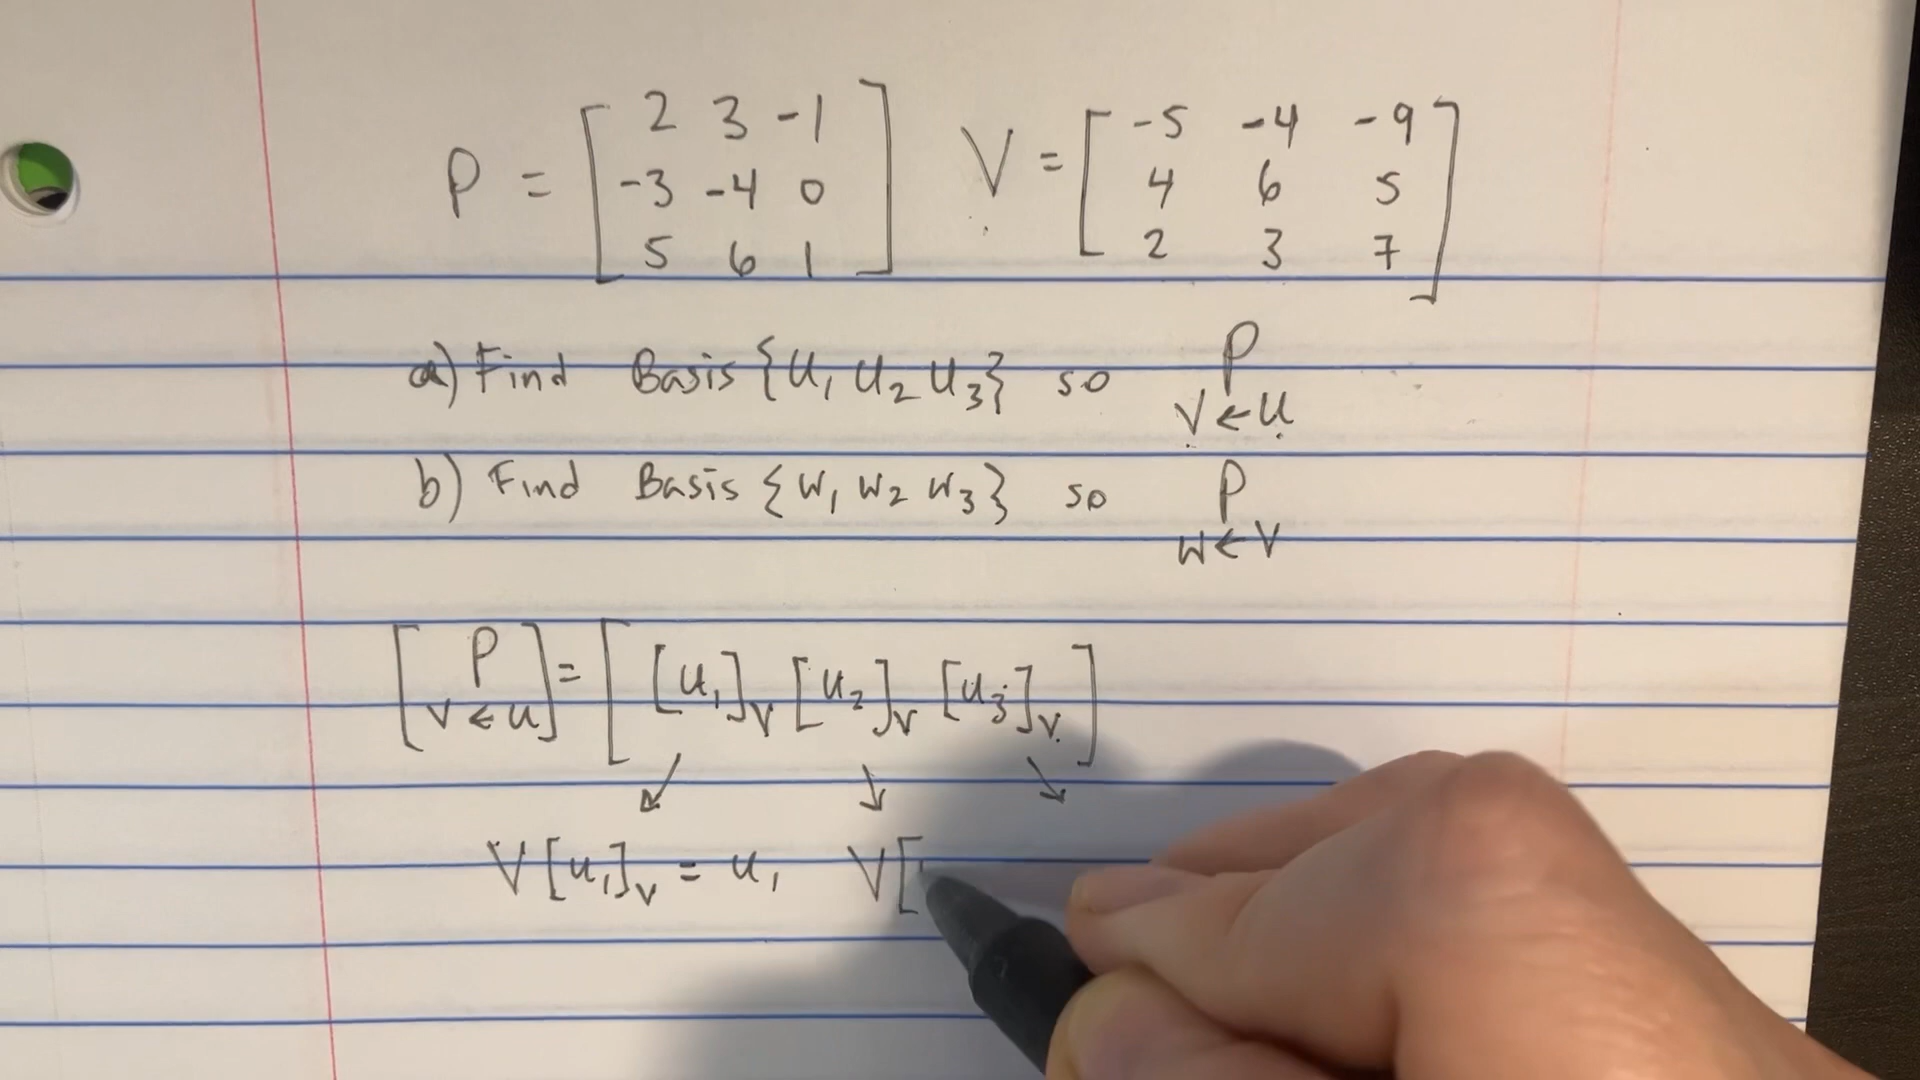 P = [ 2 3 -1 ] V = [ -5 -4 -9 ]
-3 -4 0 4 6 5
5 6 1 2 3 7
a) Find Basis {u₁ u₂ u₃} so P
V ← U
b) Find Basis {w₁ w₂ w₃} so P
W ← V
[ P ] = [ [u₁]ᵥ [u₂]ᵥ [u₃]ᵥ ]
V ← U
↙ ↘ ↘
V [u₁]ᵥ = u₁ V [